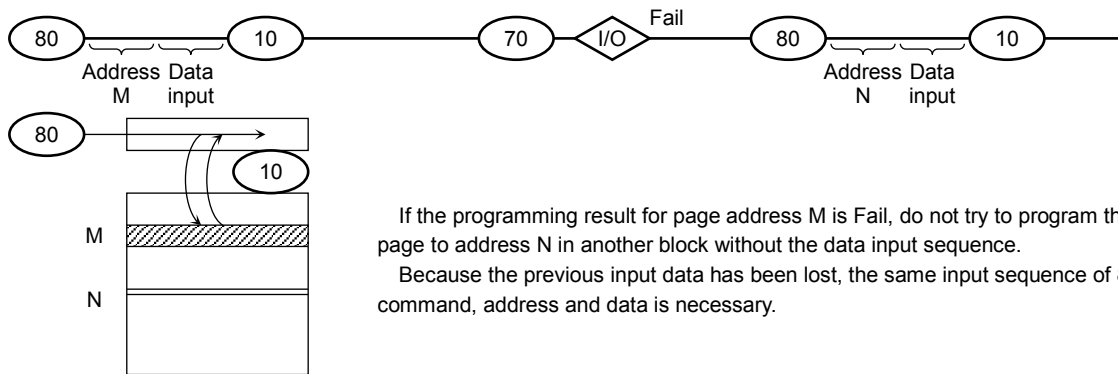 Fail
80 10 70 I/O 80 10
Address Data Address Data
M input N input
80
10
If the programming result for page address M is Fail, do not try to program
M
page to address N in another block without the data input sequence.
Because the previous input data has been lost, the same input sequence of
N
command, address and data is necessary.